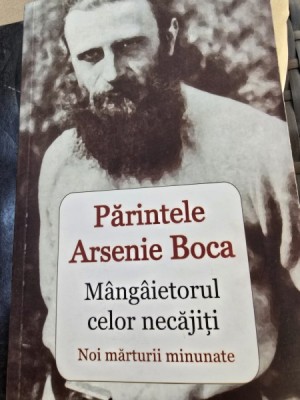 Părintele
Arsenie Boca
Mângâietorul
celor necăjiți
Noi mărturii minunate